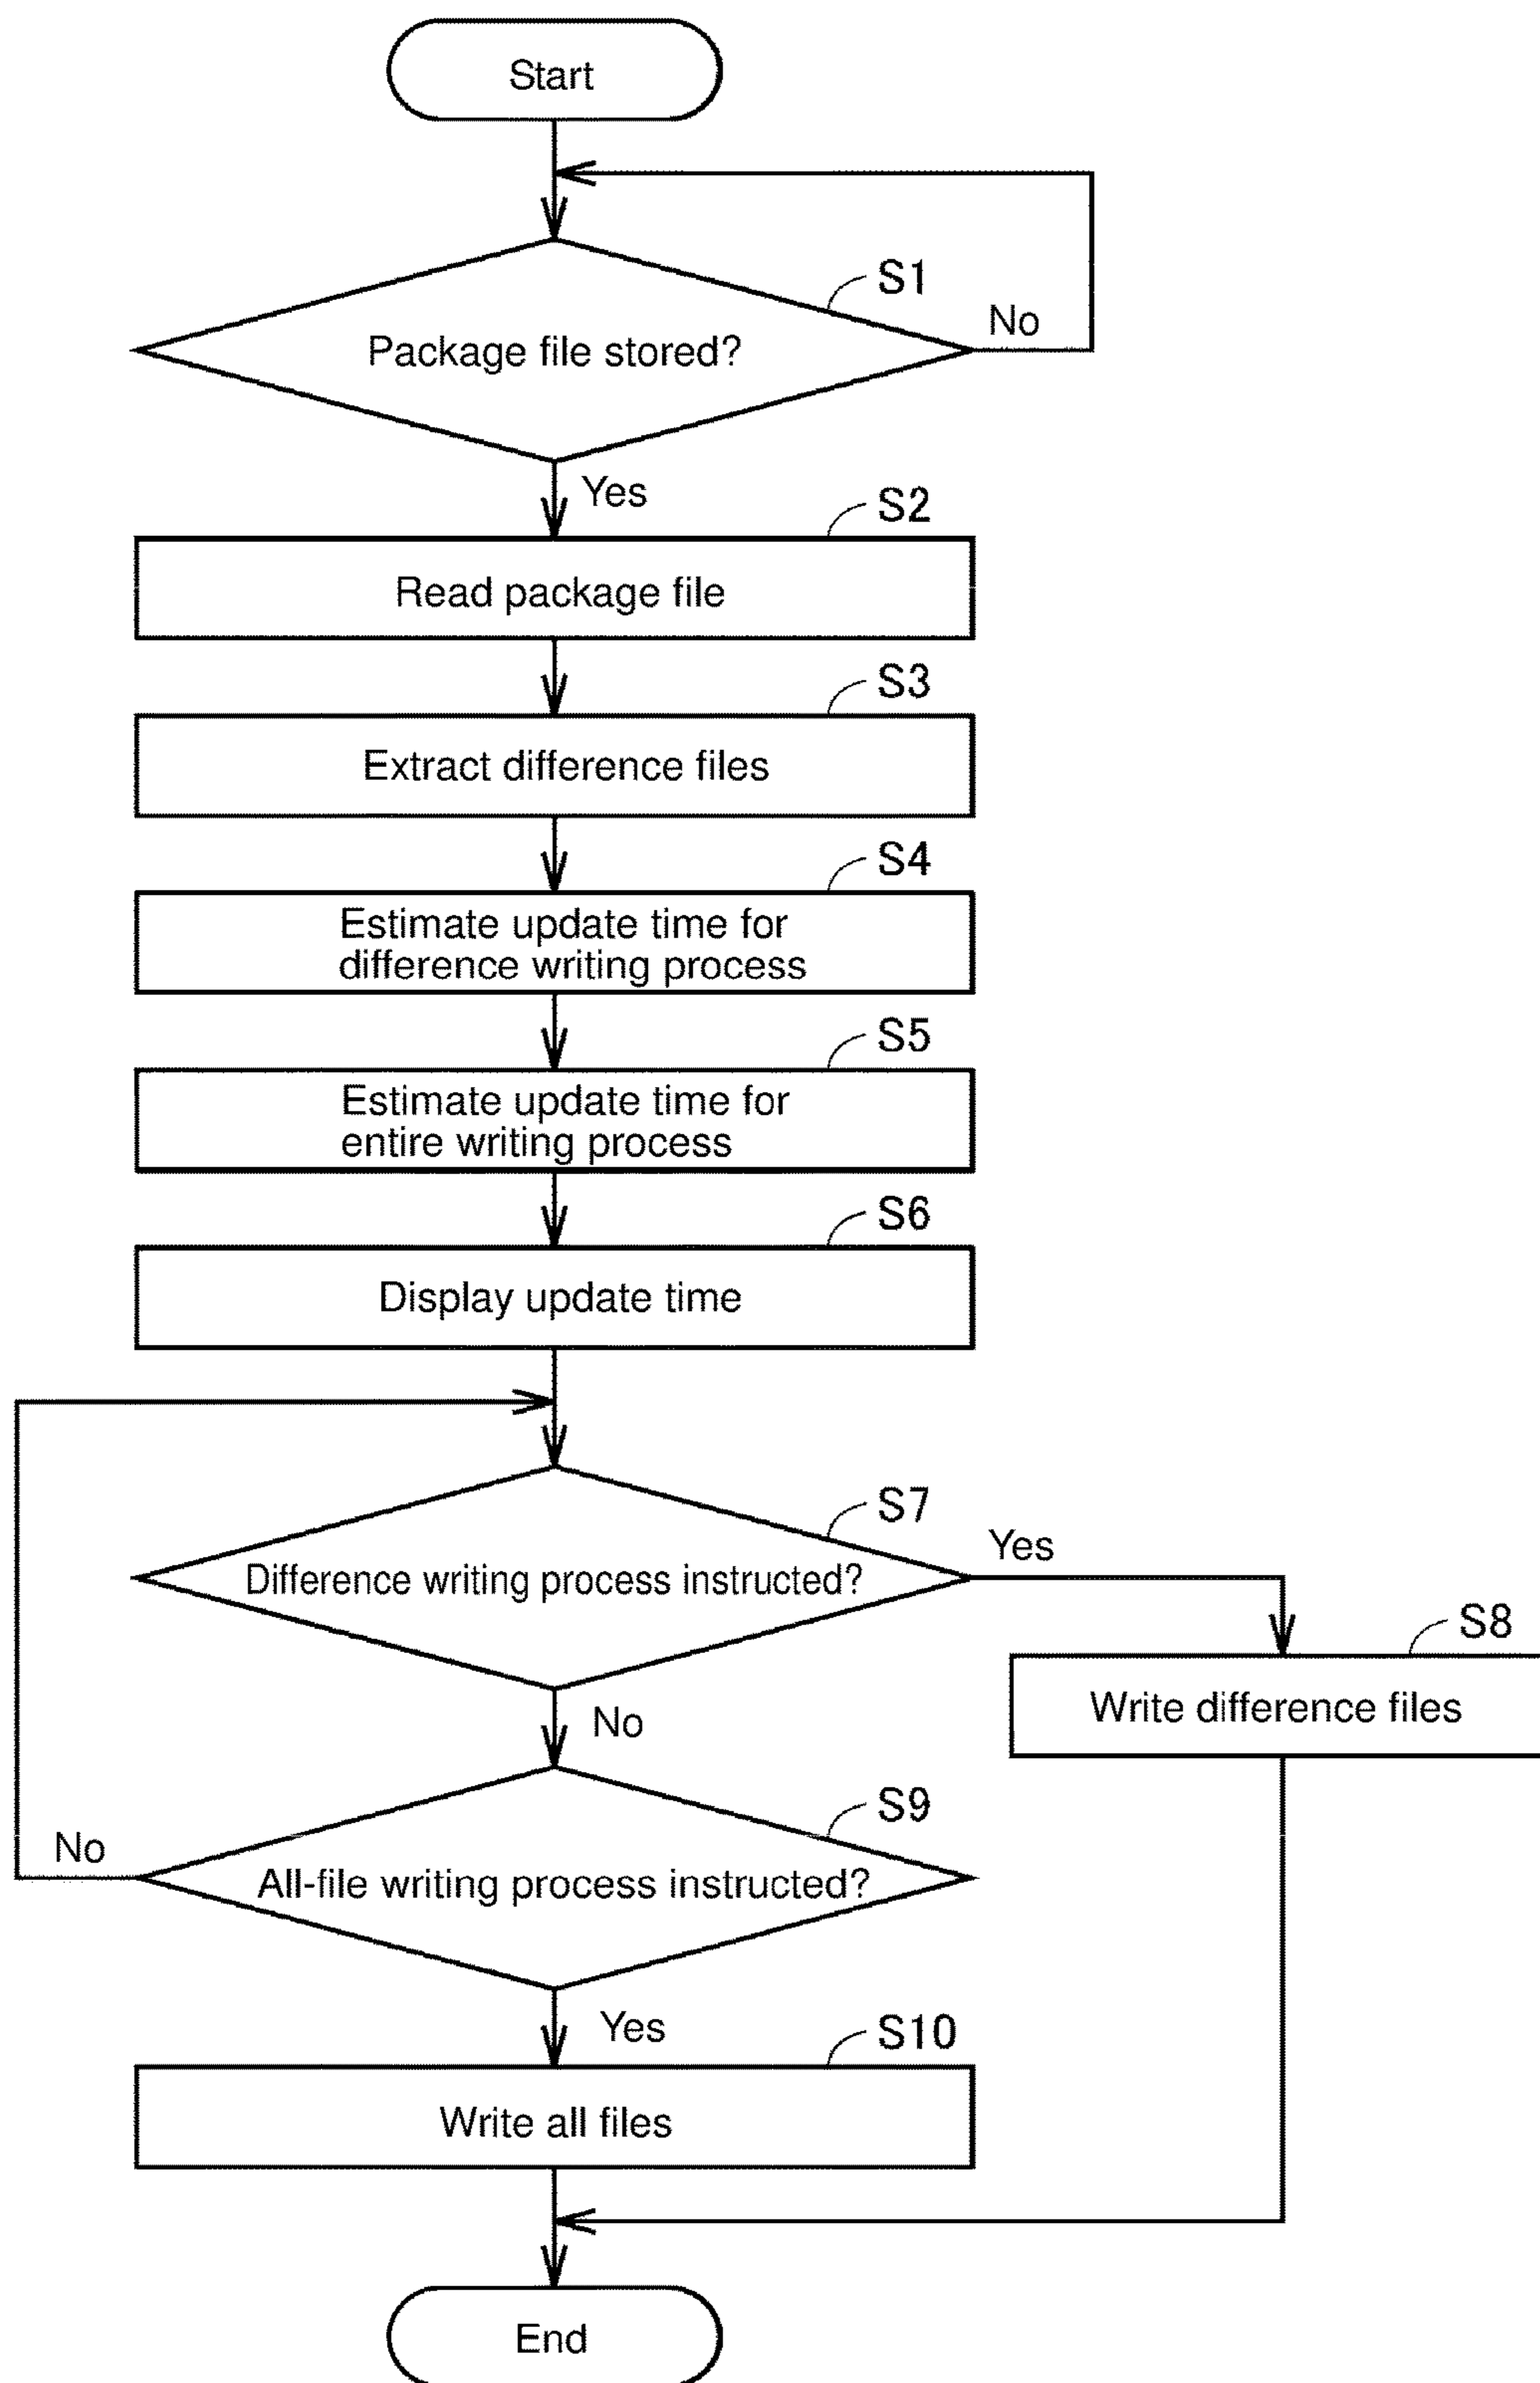 Start
S1
Package file stored?
No
Yes
S2
Read package file
S3
Extract difference files
S4
Estimate update time for
difference writing process
S5
Estimate update time for
entire writing process
S6
Display update time
S7
Difference writing process instructed?
Yes
S8
Write difference files
No
S9
All-file writing process instructed?
No
Yes
S10
Write all files
End